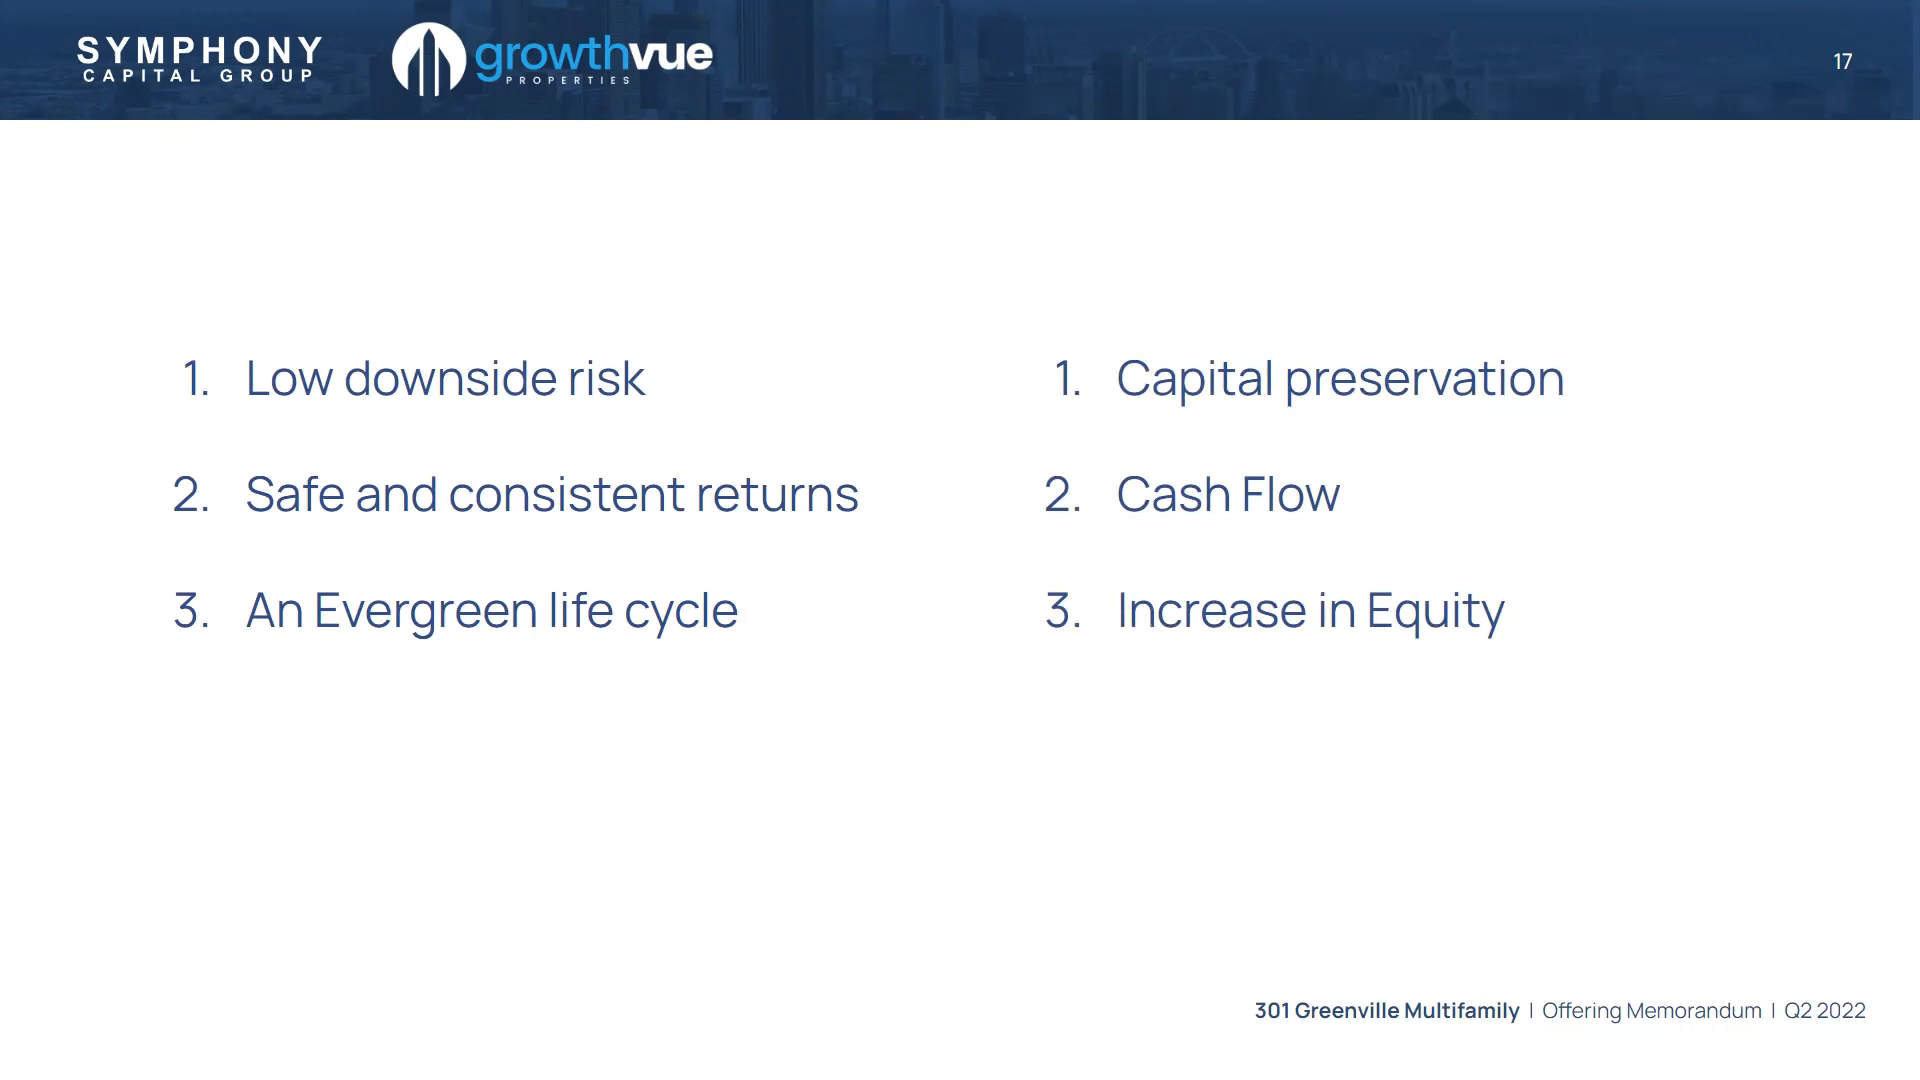 SYMPHONY
CAPITAL GROUP
growthvue
PROPERTIES
17
1. Low downside risk
2. Safe and consistent returns
3. An Evergreen life cycle
1. Capital preservation
2. Cash Flow
3. Increase in Equity
301 Greenville Multifamily | Offering Memorandum | Q2 2022